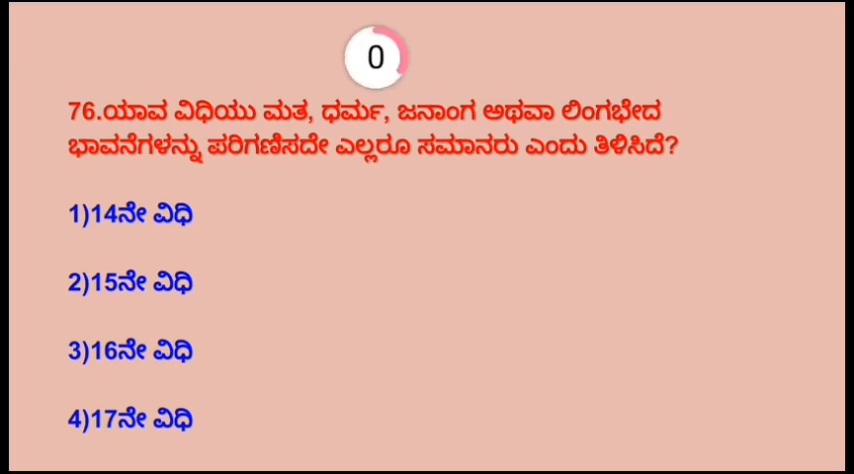 0
76.ಯಾವ ವಿಧಿಯು ಮತ, ಧರ್ಮ, ಜನಾಂಗ ಅಥವಾ ಲಿಂಗಭೇದ
ಭಾವನೆಗಳನ್ನು ಪರಿಗಣಿಸದೇ ಎಲ್ಲರೂ ಸಮಾನರು ಎಂದು ತಿಳಿಸಿದೆ?
1)14ನೇ ವಿಧಿ
2)15ನೇ ವಿಧಿ
3)16ನೇ ವಿಧಿ
4)17ನೇ ವಿಧಿ